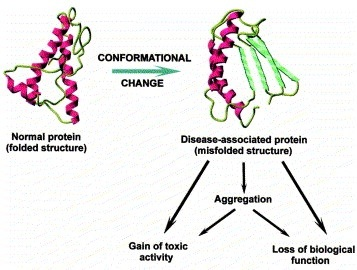 CONFORMATIONAL
CHANGE
Normal protein
(folded structure)
Disease-associated protein
(misfolded structure)
Aggregation
Gain of toxic
activity
Loss of biological
function